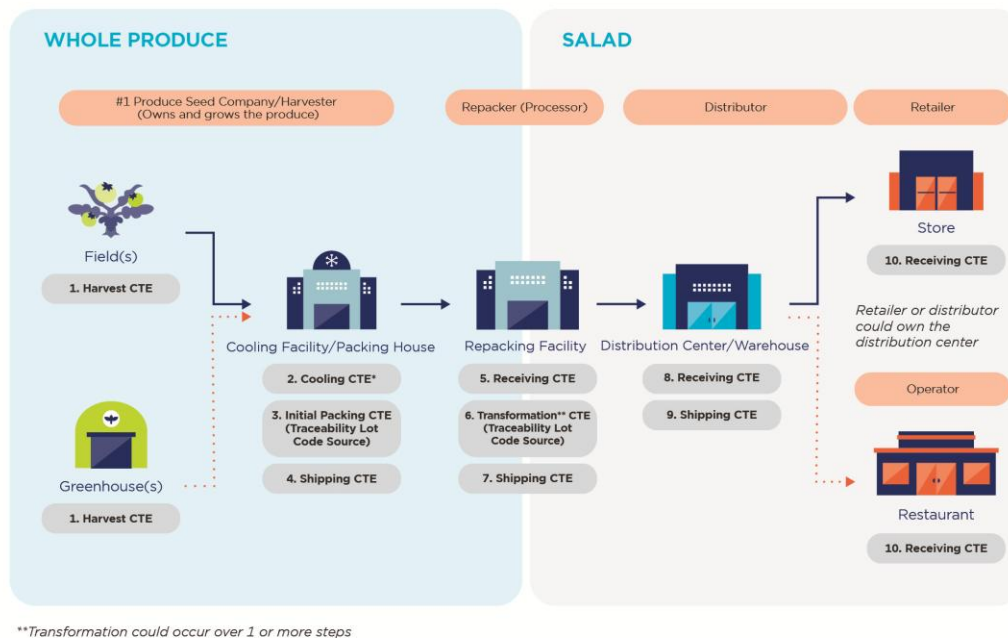 WHOLE PRODUCE
SALAD
#1 Produce Seed Company/Harvester
(Owns and grows the produce)
Repacker (Processor)
Distributor
Retailer
Field(s)
1. Harvest CTE
Greenhouse(s)
1. Harvest CTE
Cooling Facility/Packing House
2. Cooling CTE*
3. Initial Packing CTE
(Traceability Lot
Code Source)
4. Shipping CTE
Repacking Facility
5. Receiving CTE
6. Transformation** CTE
(Traceability Lot
Code Source)
7. Shipping CTE
Distribution Center/Warehouse
8. Receiving CTE
9. Shipping CTE
Store
10. Receiving CTE
Retailer or distributor
could own the
distribution center
Operator
Restaurant
10. Receiving CTE
**Transformation could occur over 1 or more steps